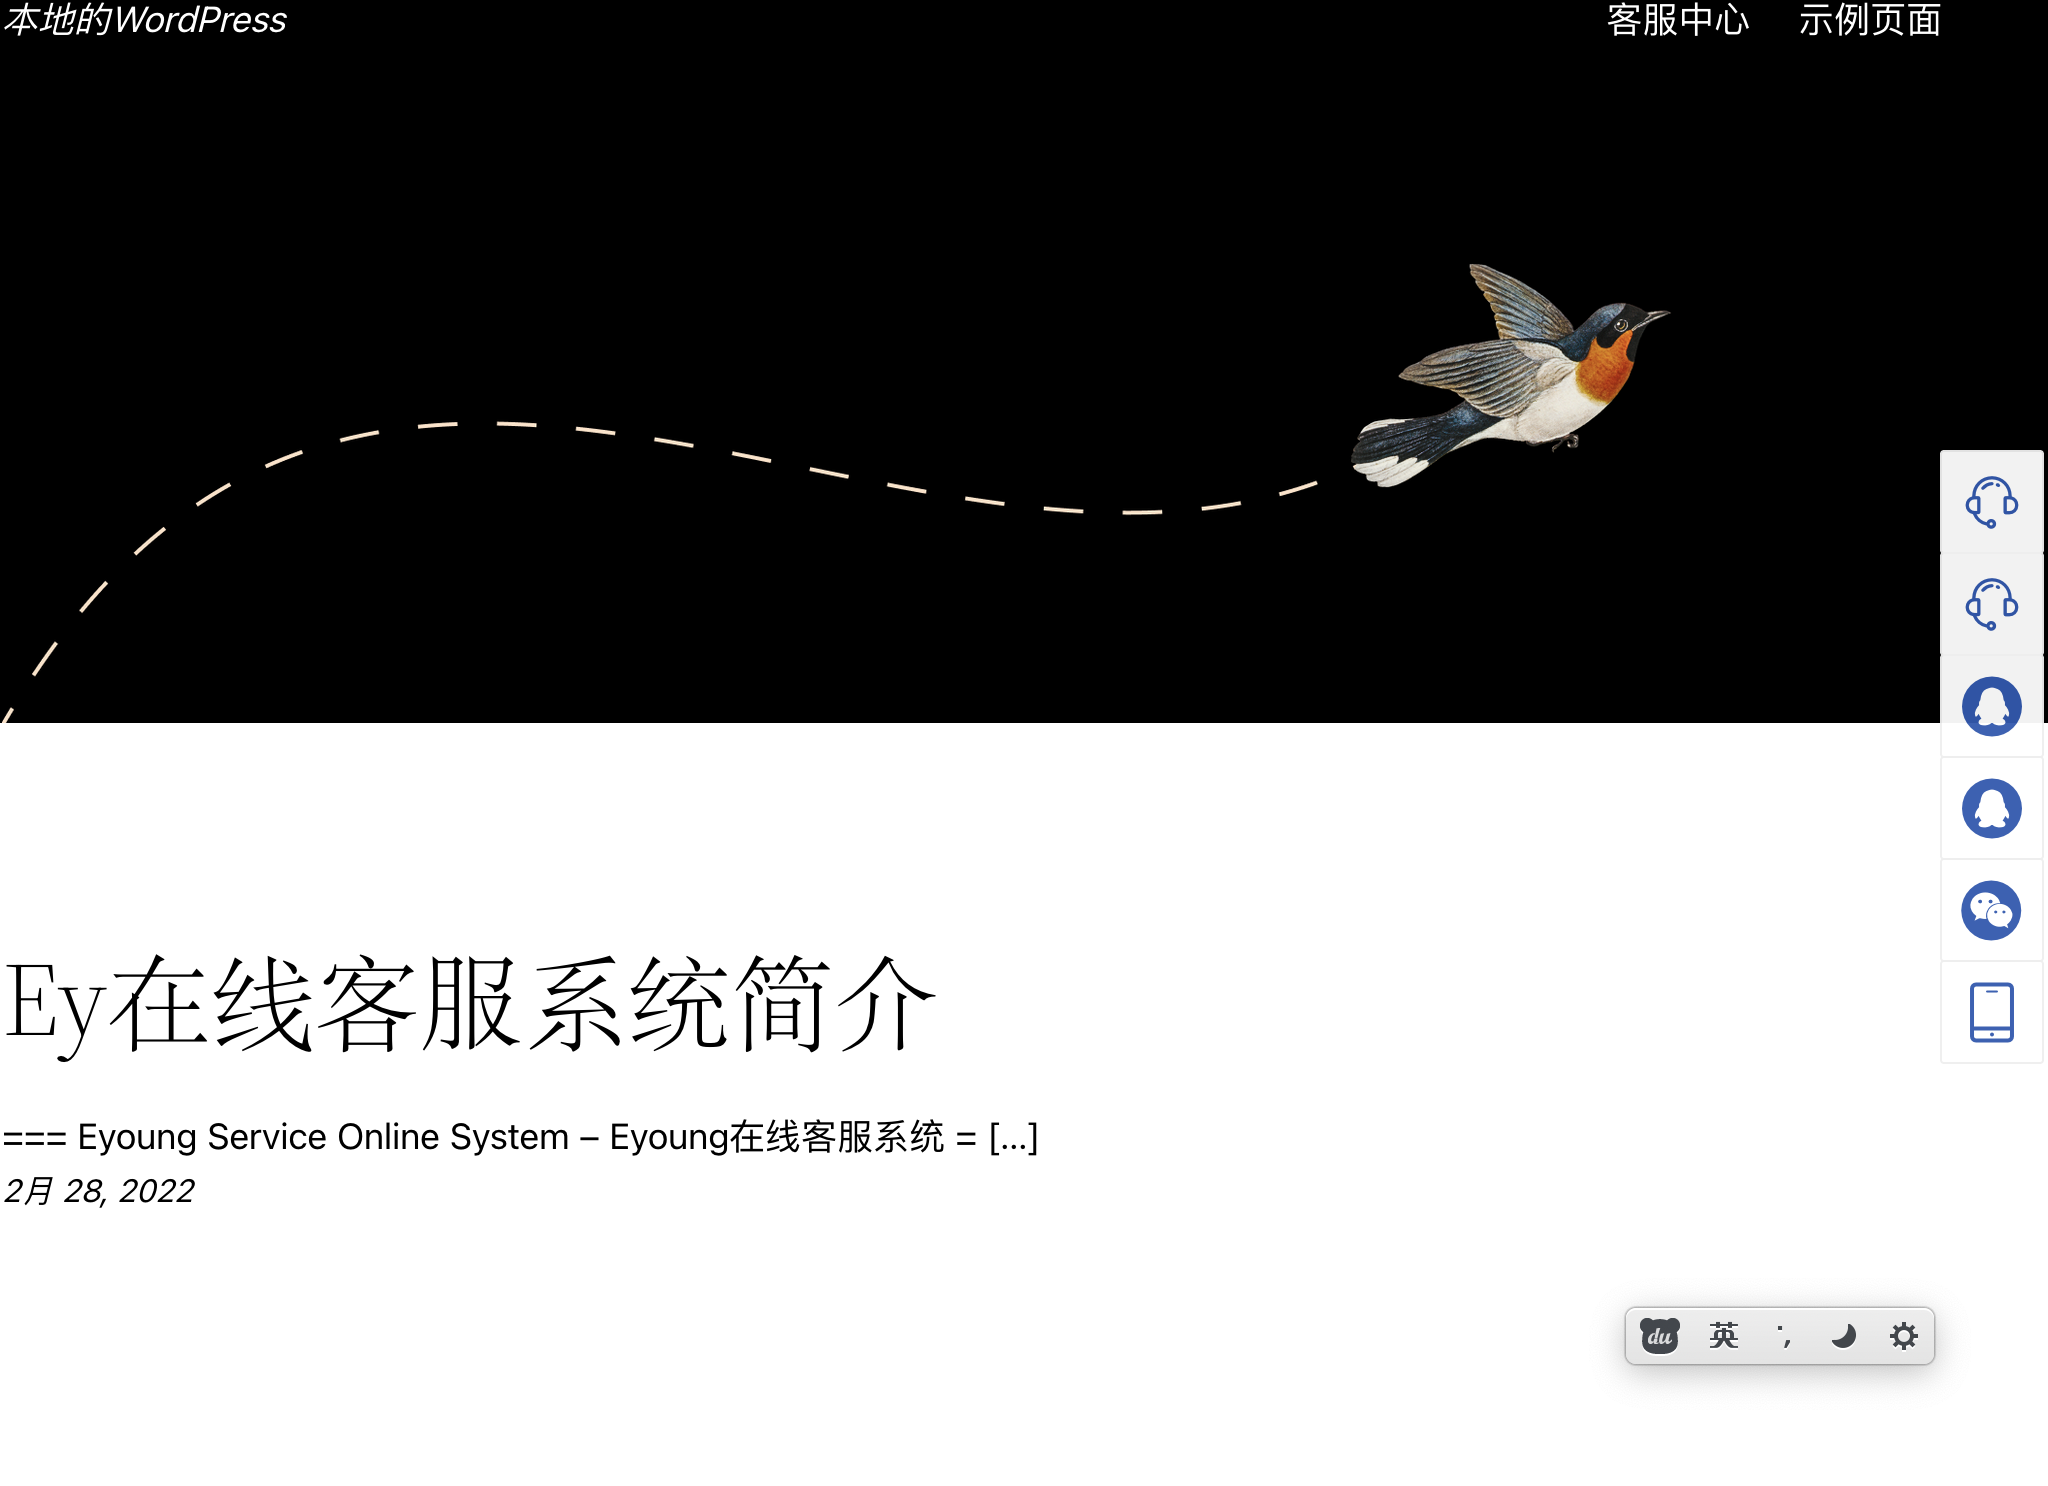 本地的WordPress
客服中心 示例页面
Ey在线客服系统简介
=== Eyoung Service Online System – Eyoung在线客服系统 = […]
2月 28, 2022
du 英 ·,